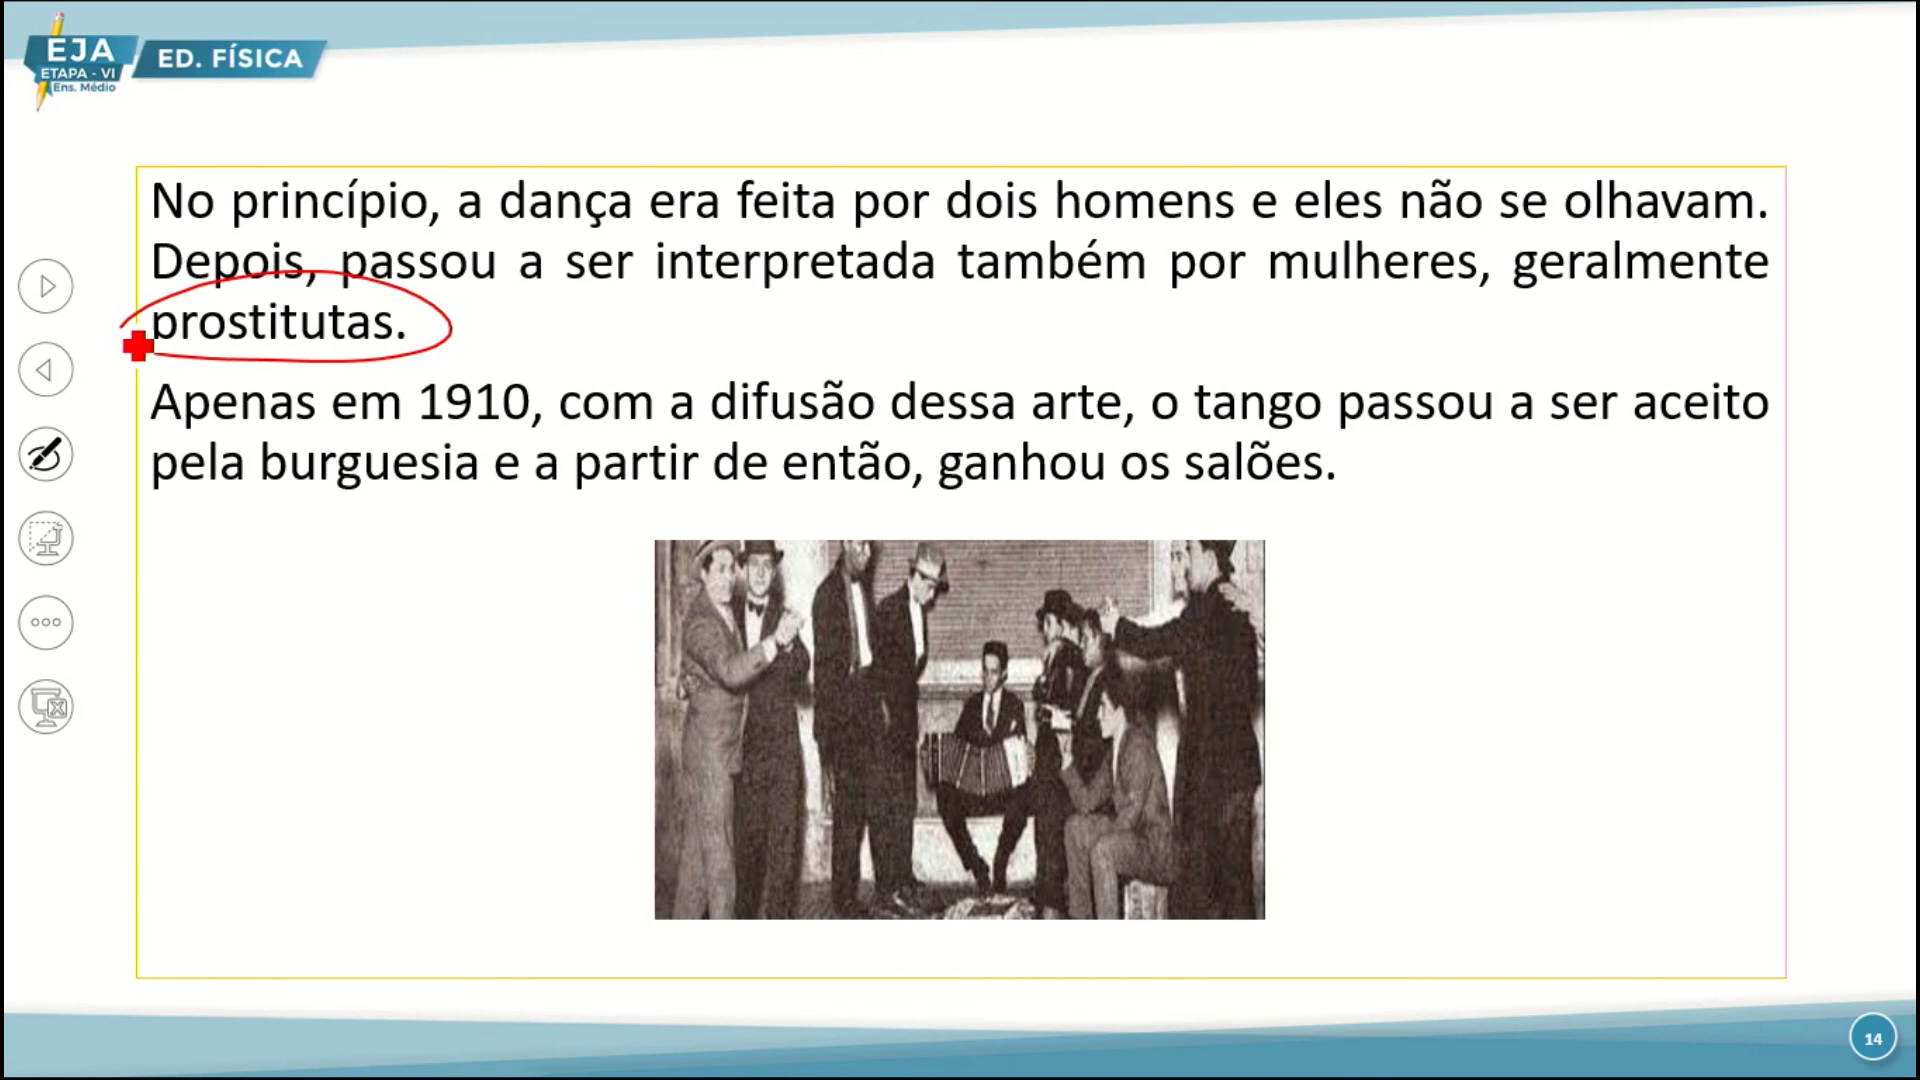 EJA
ETAPA - VI
Ens. Médio
ED. FÍSICA
No princípio, a dança era feita por dois homens e eles não se olhavam.
Depois, passou a ser interpretada também por mulheres, geralmente
prostitutas.
Apenas em 1910, com a difusão dessa arte, o tango passou a ser aceito
pela burguesia e a partir de então, ganhou os salões.
14